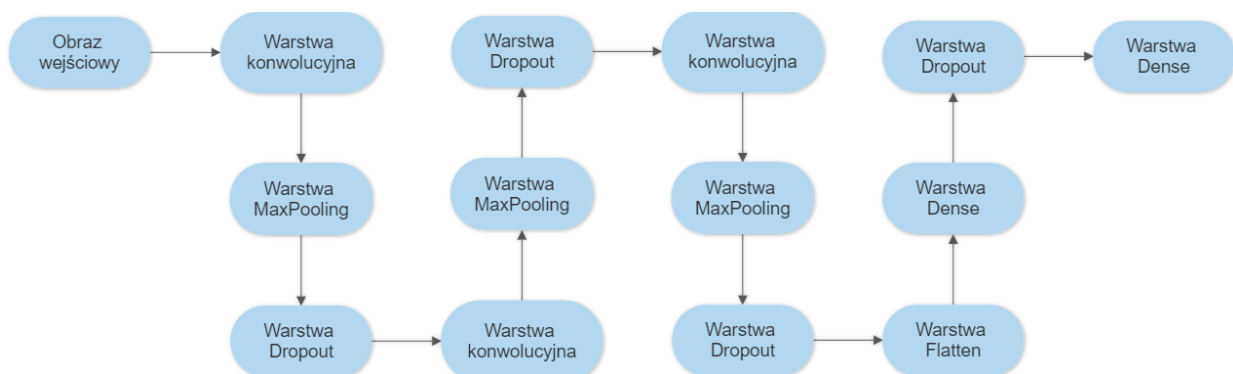 Obraz
wejściowy
Warstwa
konwolucyjna
Warstwa
MaxPooling
Warstwa
Dropout
Warstwa
konwolucyjna
Warstwa
MaxPooling
Warstwa
Dropout
Warstwa
konwolucyjna
Warstwa
MaxPooling
Warstwa
Dropout
Warstwa
Flatten
Warstwa
Dense
Warstwa
Dropout
Warstwa
Dense